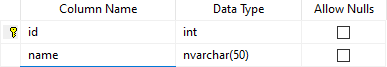 Column Name Data Type Allow Nulls
id int
name nvarchar(50)